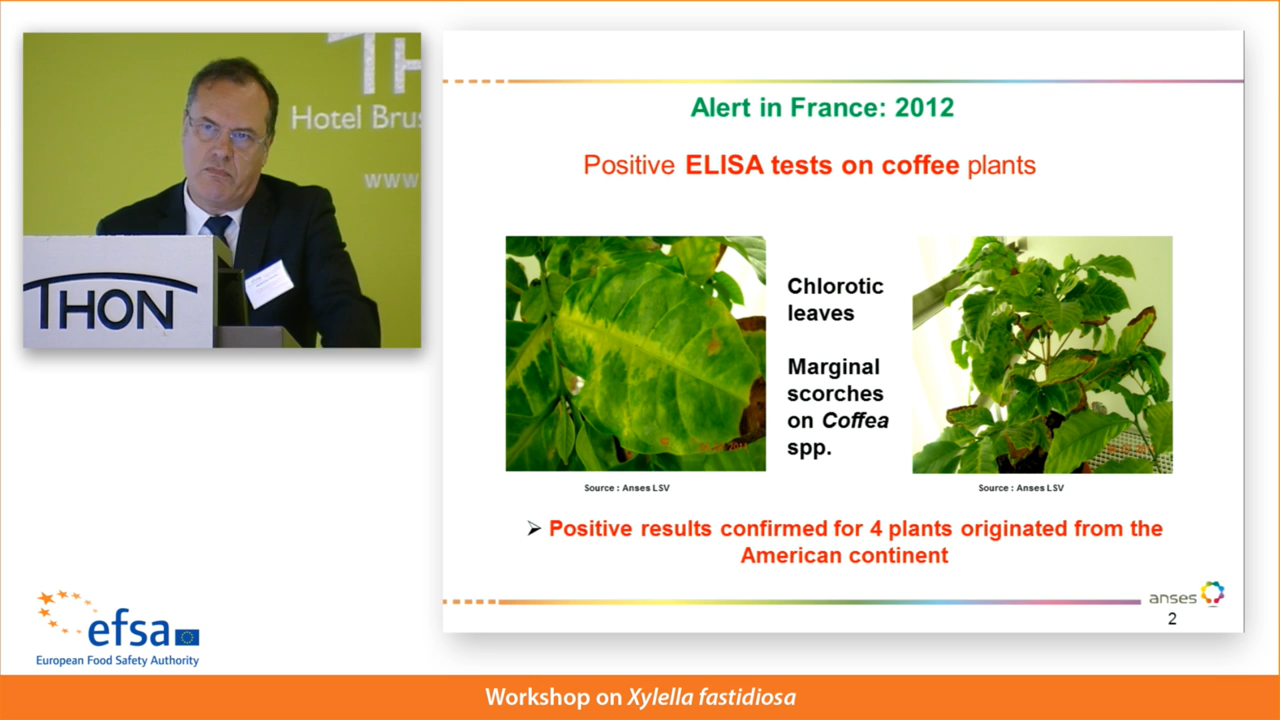 TH
Hotel Brus
www.
THON
Alert in France: 2012
Positive ELISA tests on coffee plants
Chlorotic
leaves
Marginal
scorches
on Coffea
spp.
Source : Anses LSV
Source : Anses LSV
➢ Positive results confirmed for 4 plants originated from the
American continent
anses
2
efsa
European Food Safety Authority
Workshop on Xylella fastidiosa